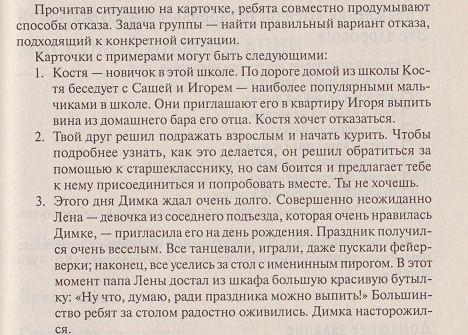 Прочитав ситуацию на карточке, ребята совместно продумывают
способы отказа. Задача группы — найти правильный вариант отказа,
подходящий к конкретной ситуации.
Карточки с примерами могут быть следующими:
1. Костя — новичок в этой школе. По дороге домой из школы Кос-
тя беседует с Сашей и Игорем — наиболее популярными маль-
чиками в школе. Они приглашают его в квартиру Игоря выпить
вина из домашнего бара его отца. Костя хочет отказаться.
2. Твой друг решил подражать взрослым и начать курить. Чтобы
подробнее узнать, как это делается, он решил обратиться за
помощью к старшекласснику, но сам боится и предлагает тебе
к нему присоединиться и попробовать вместе. Ты не хочешь.
3. Этого дня Димка ждал очень долго. Совершенно неожиданно
Лена — девочка из соседнего подъезда, которая очень нравилась
Димке, — пригласила его на день рождения. Праздник получил-
ся очень веселым. Все танцевали, играли, даже пускали фейер-
верки; наконец, все уселись за стол с именинным пирогом. В этот
момент папа Лены достал из шкафа большую красивую бутыл-
ку: «Ну что, думаю, ради праздника можно выпить!» Большин-
ство ребят за столом радостно оживились. Димка насторожил-
ся.